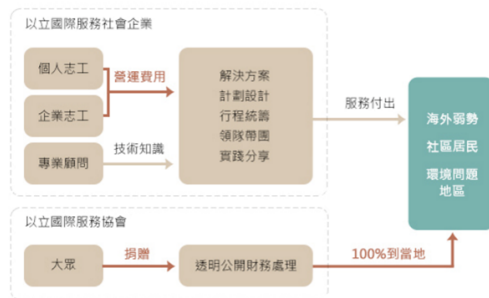 以立國際服務社會企業
個人志工
企業志工
專業顧問
營運費用
技術知識
解決方案
計劃設計
行程統籌
領隊帶團
實踐分享
服務付出
海外弱勢
社區居民
環境問題
地區
以立國際服務協會
大眾
捐贈
透明公開財務處理
100%到當地